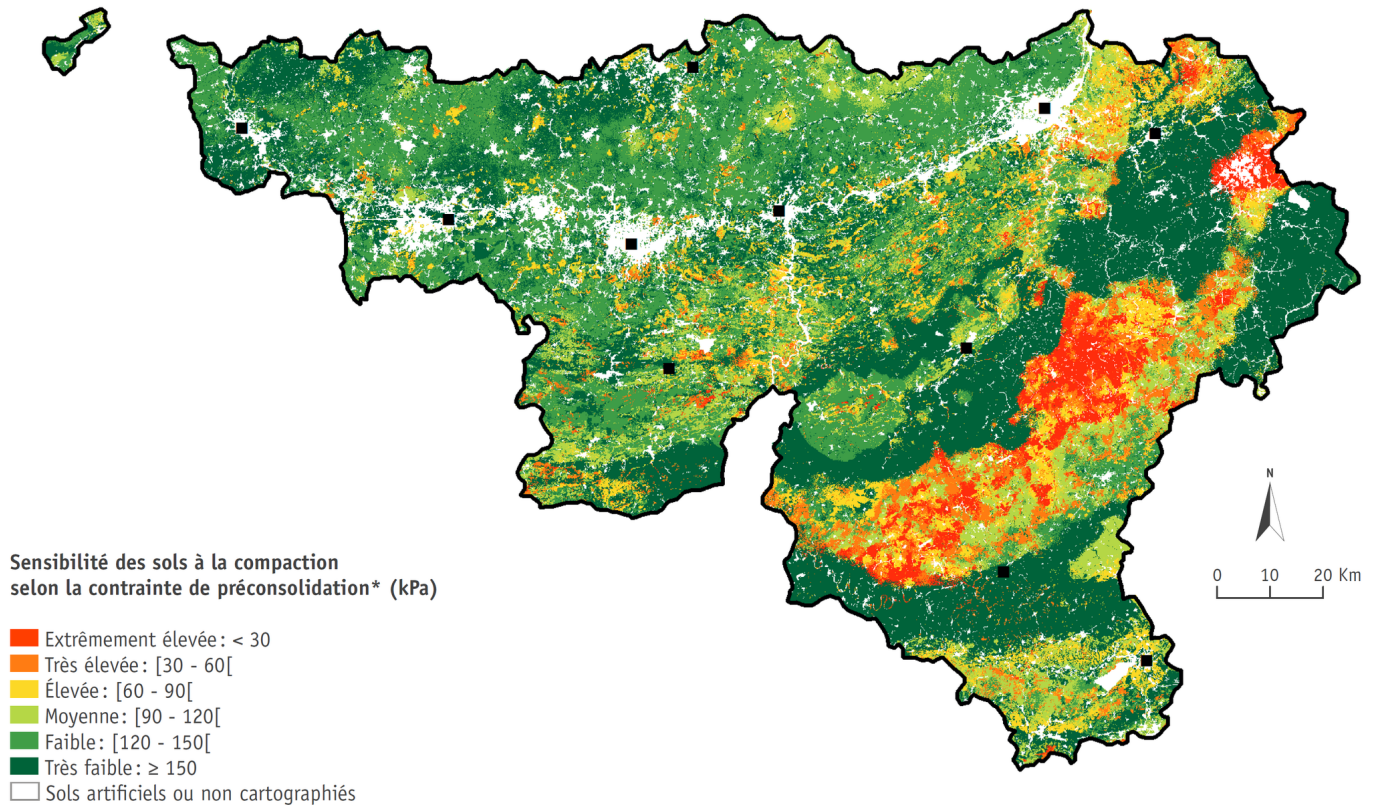 N
0 10 20 Km
Sensibilité des sols à la compaction
selon la contrainte de préconsolidation* (kPa)
Extrêmement élevée : < 30
Très élevée : [30 - 60[
Élevée : [60 - 90[
Moyenne : [90 - 120[
Faible : [120 - 150[
Très faible : ≥ 150
Sols artificiels ou non cartographiés